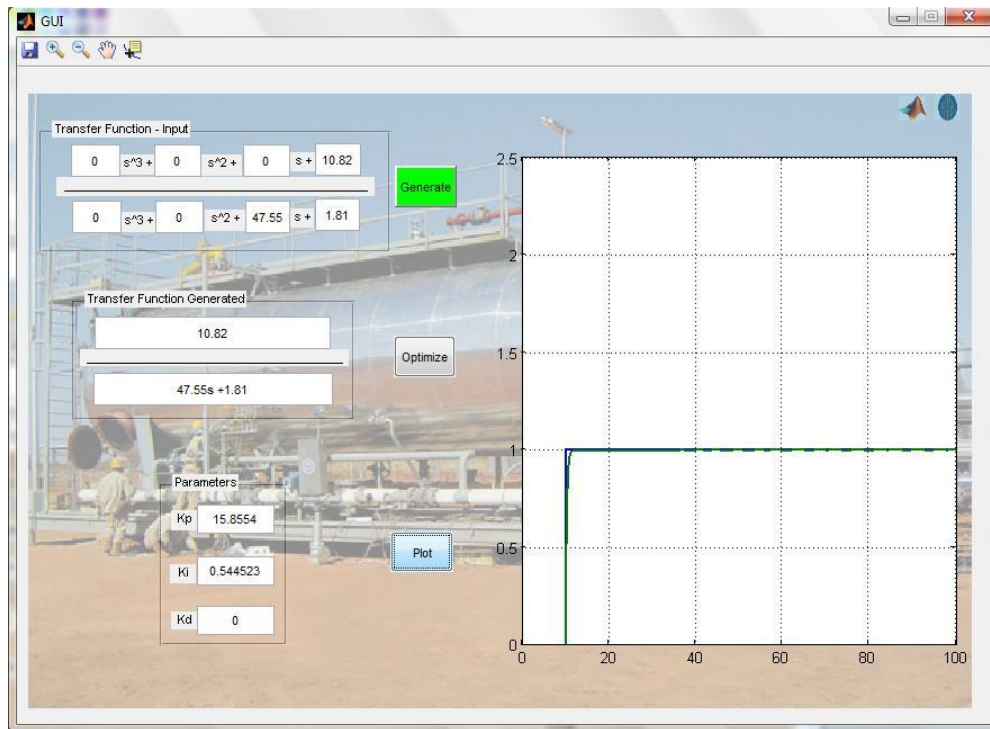 GUI
Transfer Function - Input
0 s^3 + 0 s^2 + 0 s + 10.82
0 s^3 + 0 s^2 + 47.55 s + 1.81
Generate
Transfer Function Generated
10.82
47.55s +1.81
Optimize
Parameters
Kp 15.8554
Ki 0.544523
Kd 0
Plot
2.5
2
1.5
1
0.5
0
0 20 40 60 80 100